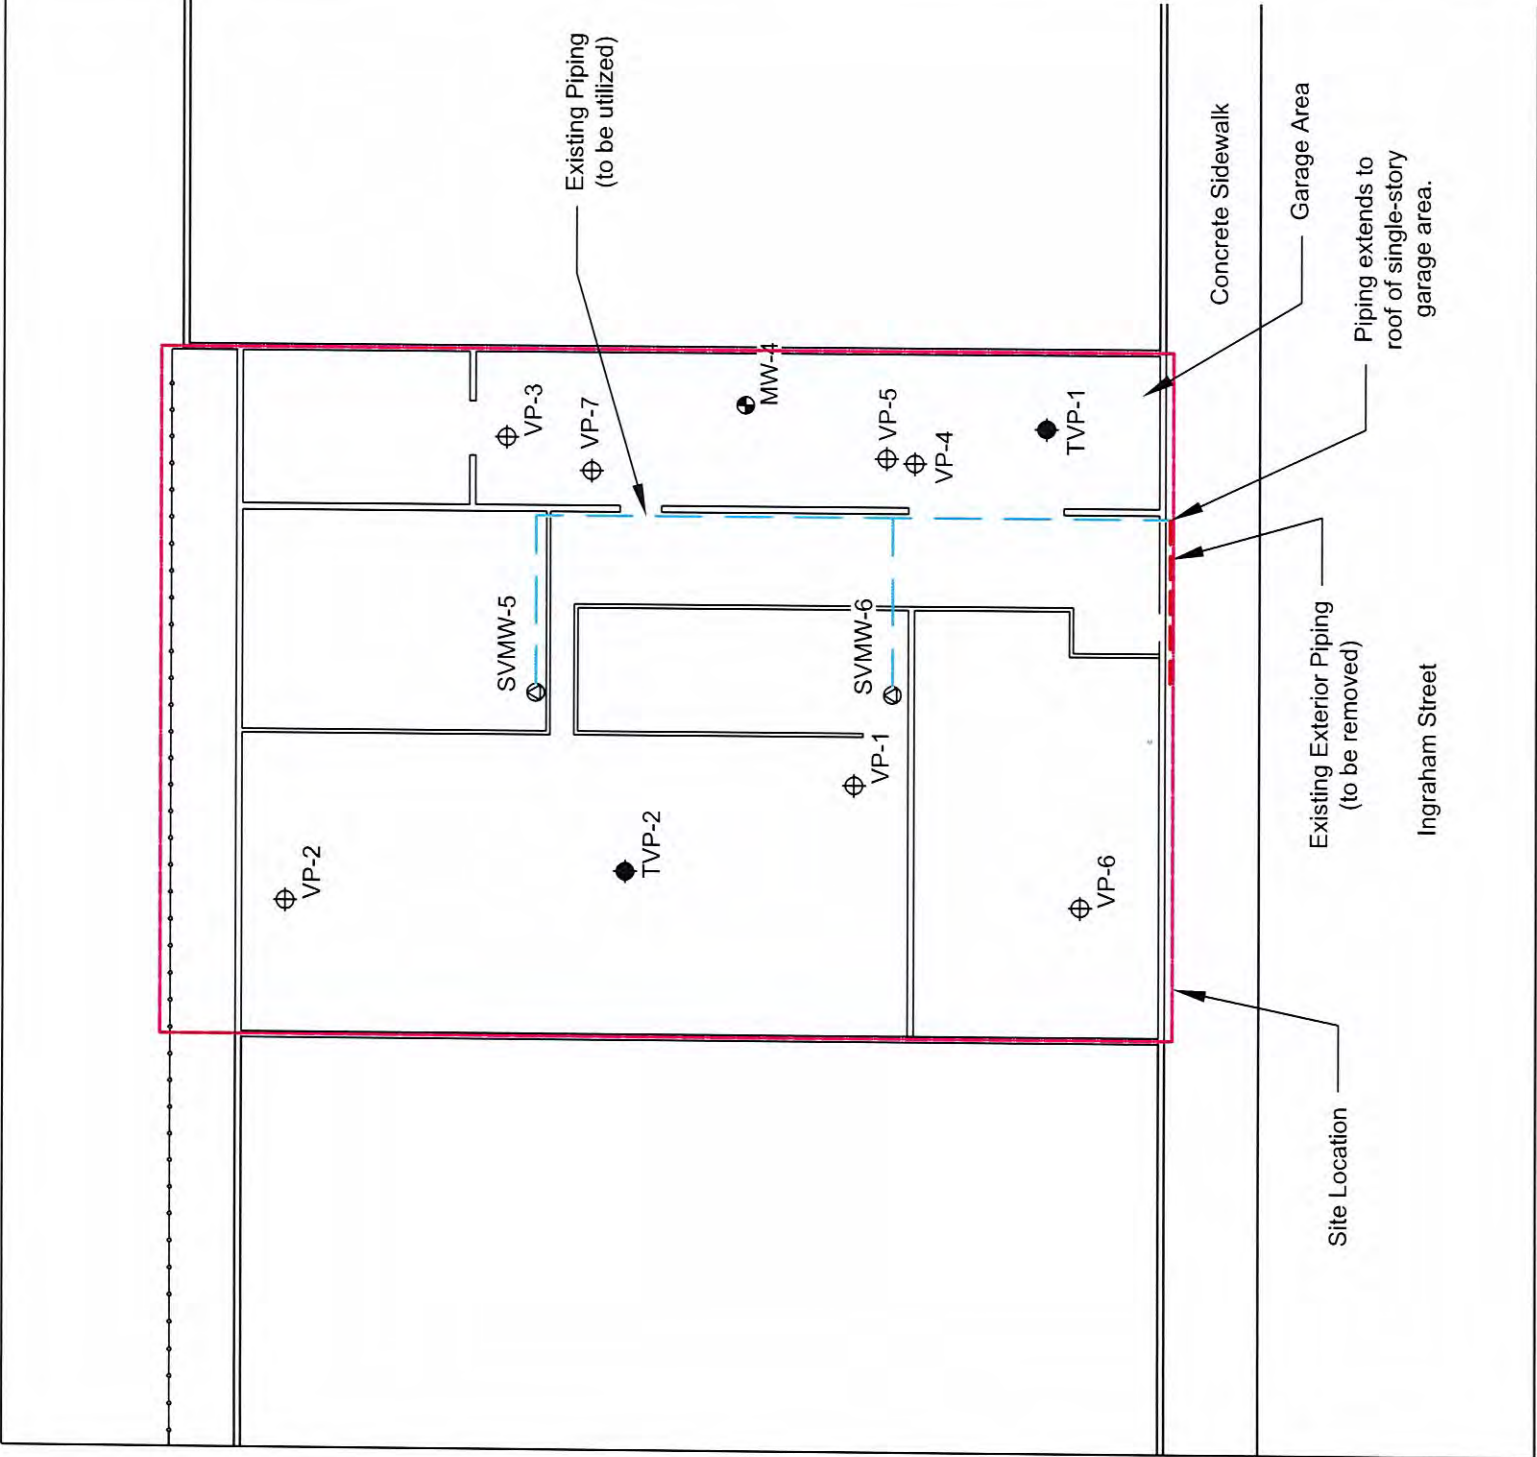 Existing Piping
(to be utilized)
Concrete Sidewalk
Garage Area
Piping extends to
roof of single-story
garage area.
VP-3
VP-7
MW-4
VP-5
VP-4
TVP-1
SVMW-5
SVMW-6
VP-1
VP-2
TVP-2
VP-6
Existing Exterior Piping
(to be removed)
Ingraham Street
Site Location